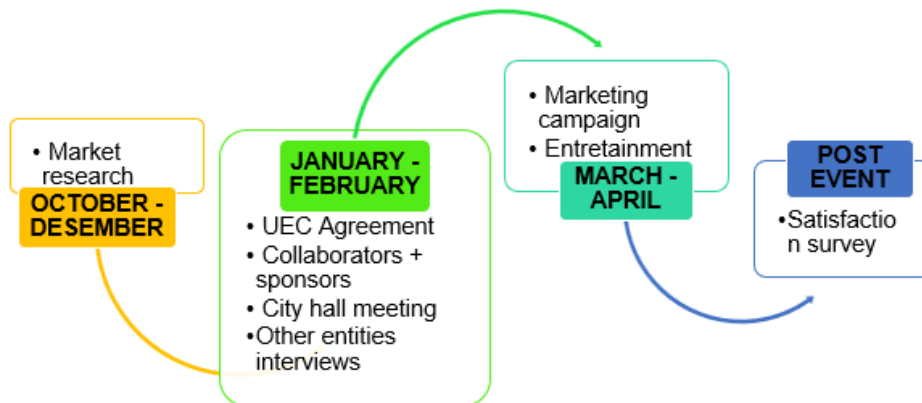 • Market
research
OCTOBER -
DESEMBER
JANUARY -
FEBRUARY
• UEC Agreement
• Collaborators +
sponsors
• City hall meeting
•Other entities
interviews
• Marketing
campaign
• Entretainment
MARCH -
APRIL
POST
EVENT
•Satisfactio
n survey